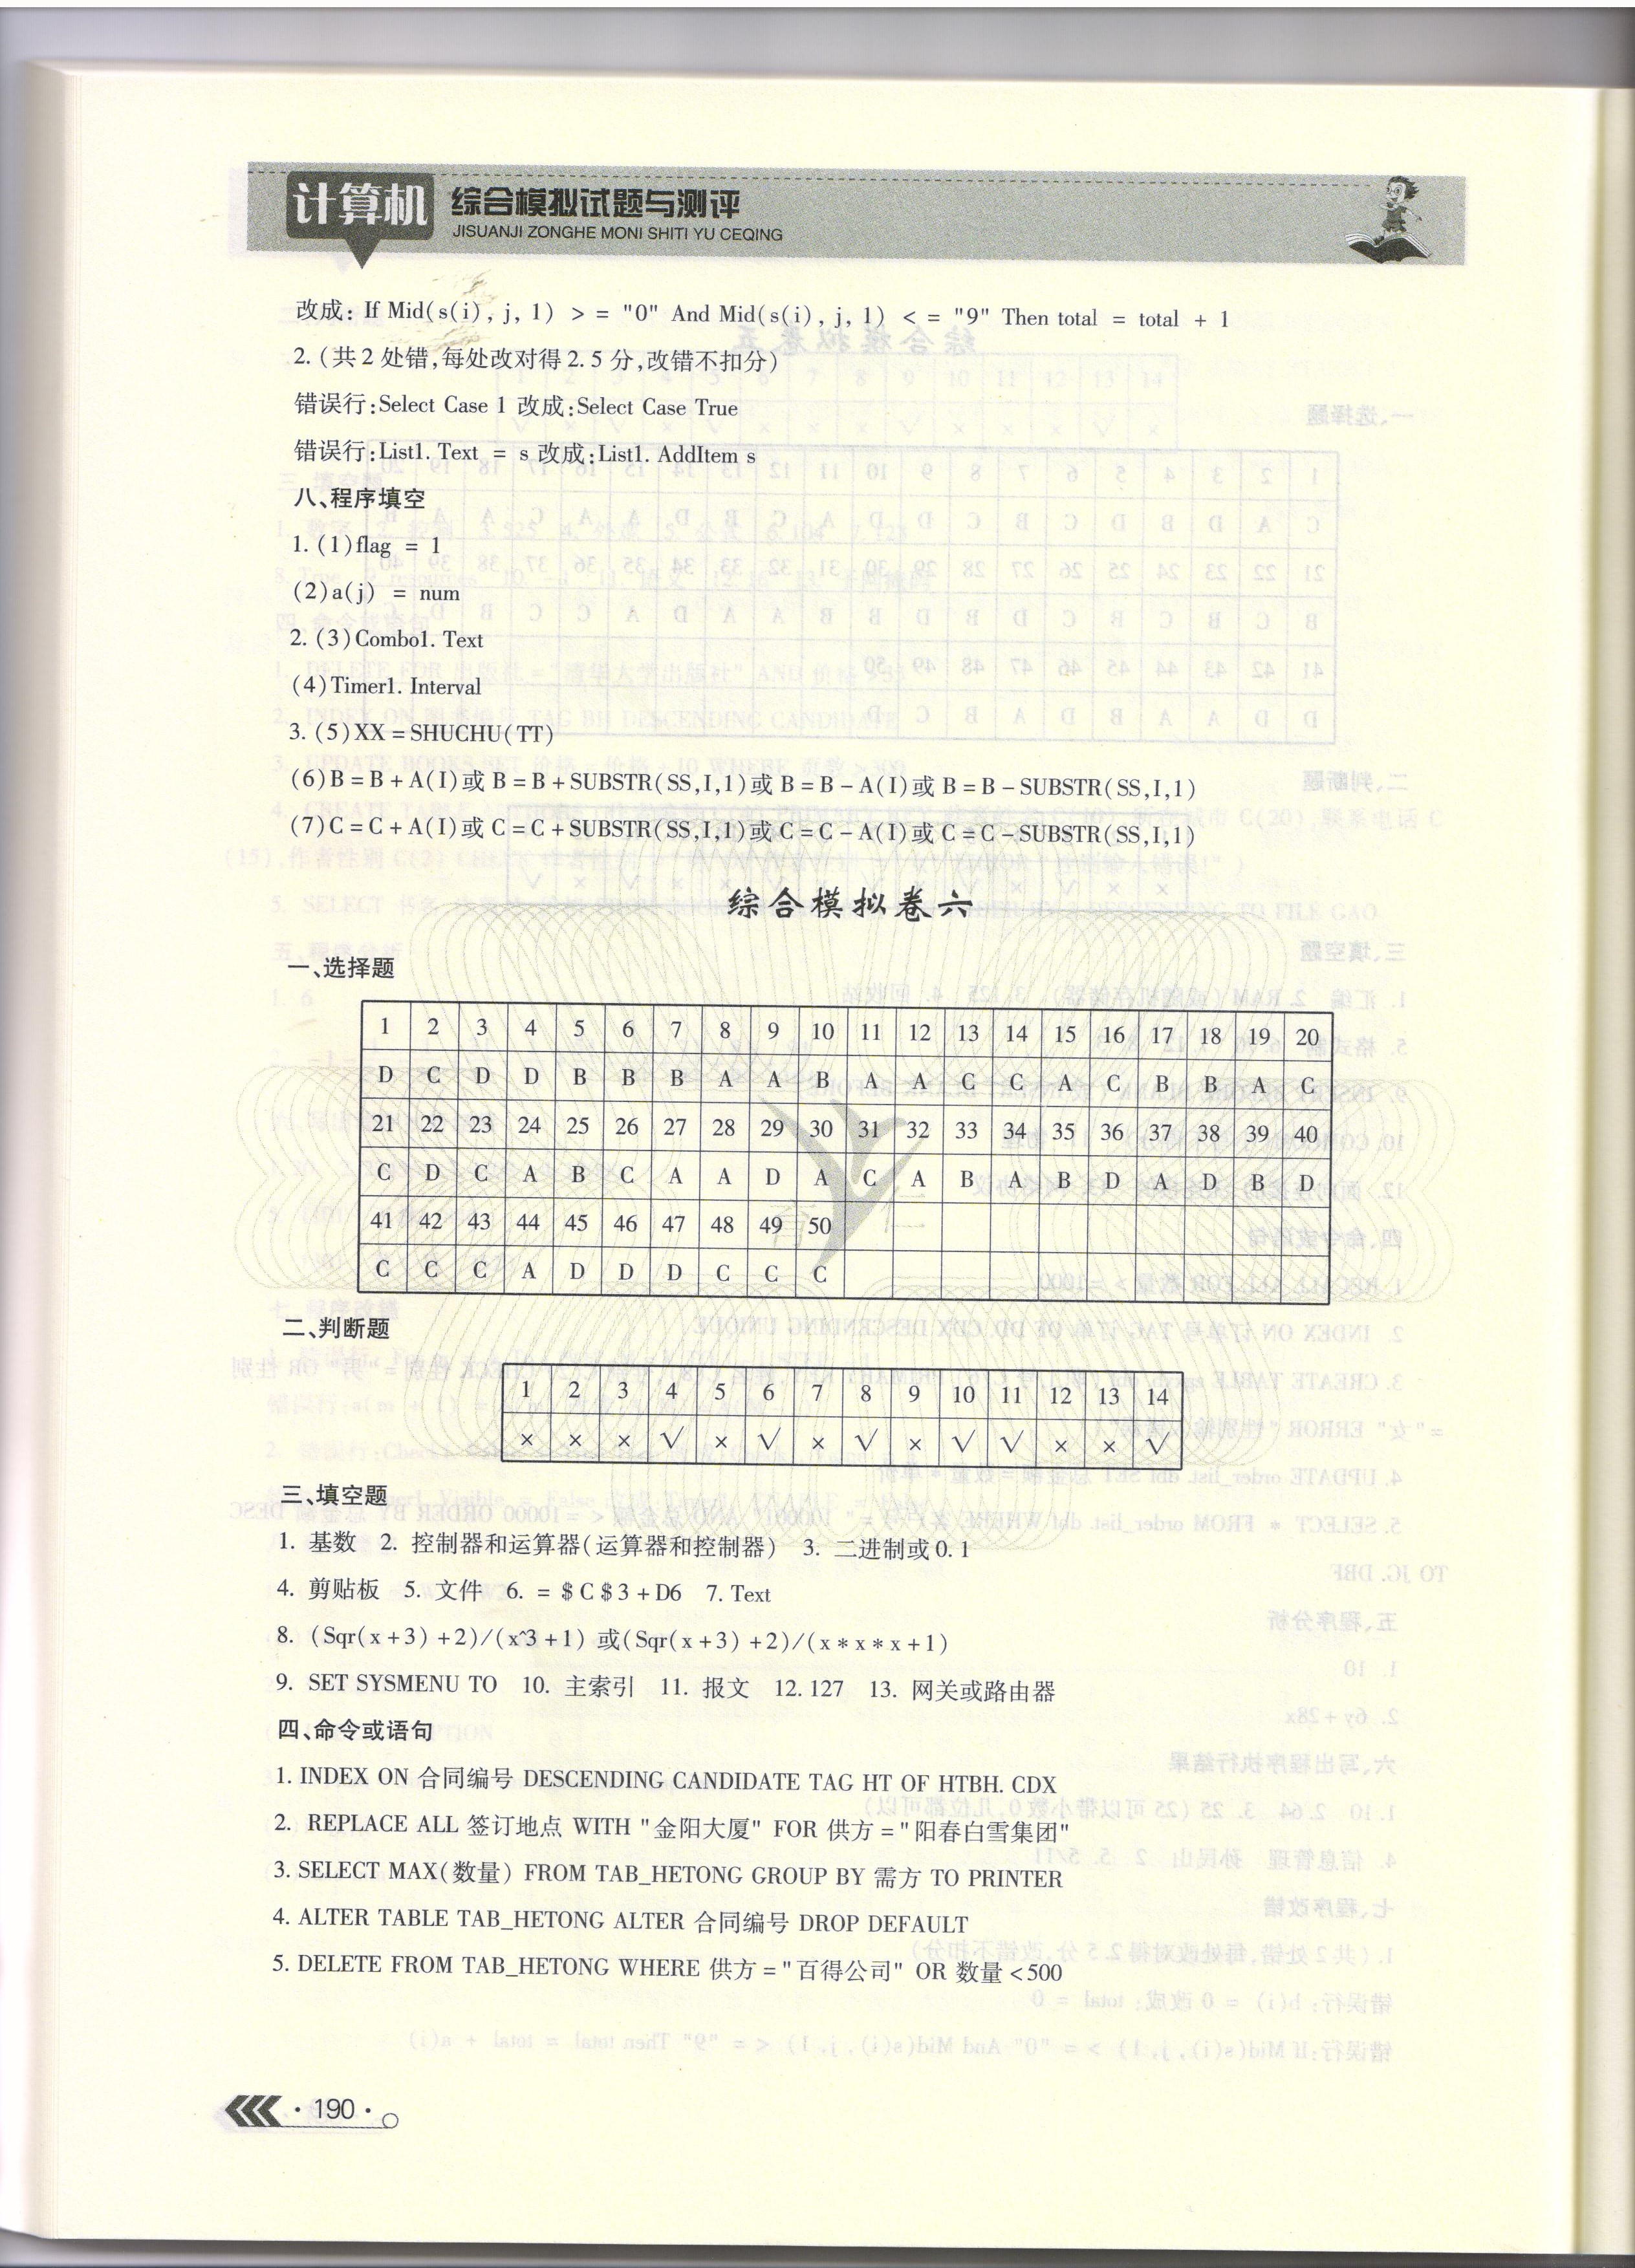 计算机 综合模拟试题与测评
JISUANJI ZONGHE MONI SHITI YU CEQING
改成: If Mid(s(i), j, 1) > = "0" And Mid(s(i), j, 1) < = "9" Then total = total + 1
2. (共2处错,每处改对得2.5分,改错不扣分)
错误行:Select Case 1 改成:Select Case True
错误行:List1. Text = s 改成:List1. AddItem s
八、程序填空
1. (1)flag = 1
(2)a(j) = num
2. (3)Combo1. Text
(4)Timer1. Interval
3. (5)XX = SHUCHU(TT)
(6)B = B + A(I)或 B = B + SUBSTR(SS,I,1)或 B = B - A(I)或 B = B - SUBSTR(SS,I,1)
(7)C = C + A(I)或 C = C + SUBSTR(SS,I,1)或 C = C - A(I)或 C = C - SUBSTR(SS,I,1)
综合模拟卷六
一、选择题
1 2 3 4 5 6 7 8 9 10 11 12 13 14 15 16 17 18 19 20
D C D D B B B A A B A A C C A C B B A C
21 22 23 24 25 26 27 28 29 30 31 32 33 34 35 36 37 38 39 40
C D C A B C A A D A C A B A B D A D B D
41 42 43 44 45 46 47 48 49 50
C C C A D D D C C C
二、判断题
1 2 3 4 5 6 7 8 9 10 11 12 13 14
× × × √ × √ × √ × √ √ × × √
三、填空题
1. 基数 2. 控制器和运算器(运算器和控制器) 3. 二进制或0.1
4. 剪贴板 5. 文件 6. = $ C $ 3 + D6 7. Text
8. (Sqr(x+3) +2)/(x^3+1) 或(Sqr(x+3) +2)/(x*x*x+1)
9. SET SYSMENU TO 10. 主索引 11. 报文 12. 127 13. 网关或路由器
四、命令或语句
1. INDEX ON 合同编号 DESCENDING CANDIDATE TAG HT OF HTBH. CDX
2. REPLACE ALL 签订地点 WITH "金阳大厦" FOR 供方 = "阳春白雪集团"
3. SELECT MAX(数量) FROM TAB_HETONG GROUP BY 需方 TO PRINTER
4. ALTER TABLE TAB_HETONG ALTER 合同编号 DROP DEFAULT
5. DELETE FROM TAB_HETONG WHERE 供方 = "百得公司" OR 数量 <500
· 190 ·